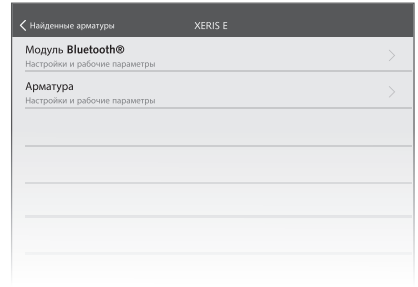 Найденные арматуры XERIS E
Модуль Bluetooth®
Настройки и рабочие параметры
Арматура
Настройки и рабочие параметры